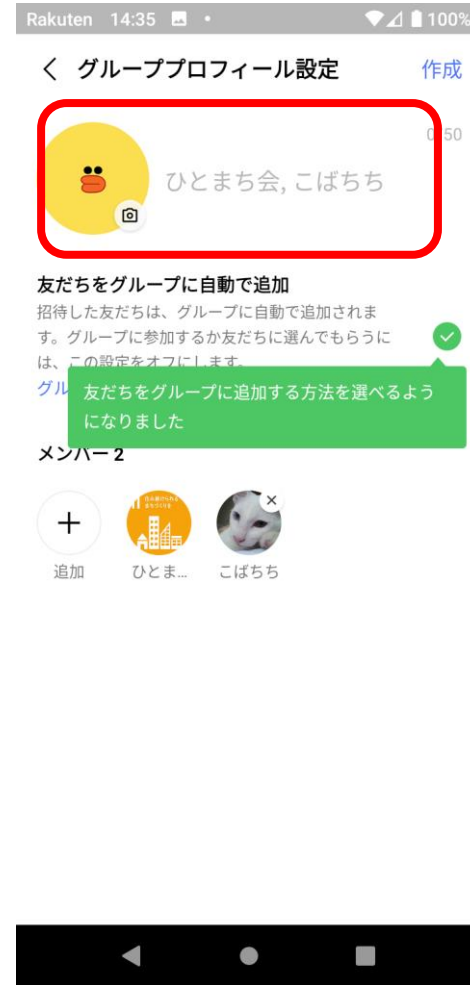 Rakuten 14:35 100%
グループプロフィール設定 作成
ひとまち会, こばちち
友だちをグループに自動で追加
招待した友だちは、グループに自動で追加されま
す。グループに参加するか友だちに選んでもらうに
は、この設定をオフにします。
グル
友だちをグループに追加する方法を選べるよう
になりました
メンバー 2
追加 ひとま... こばちち